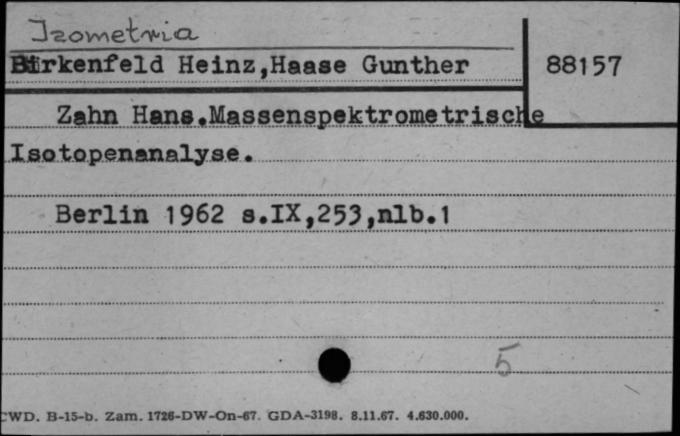 Izometria
Birkenfeld Heinz,Haase Gunther
88157
Zahn Hans.Massenspektrometrische
Isotopenanalyse.
Berlin 1962 s.IX,253,nlb.1
5
CWD. B-15-b. Zam. 1726-DW-On-67. GDA-3198. 8.11.67. 4.630.000.